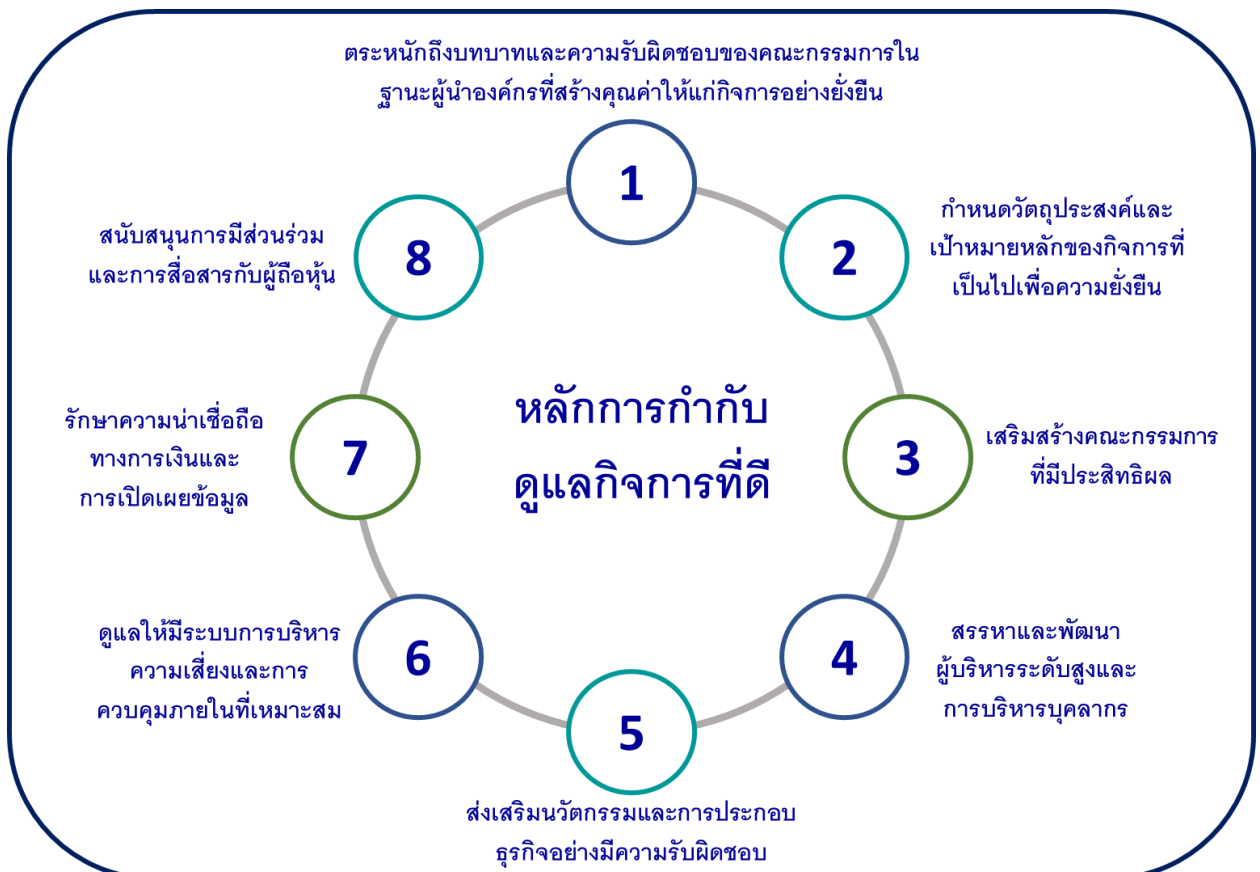 ตระหนักถึงบทบาทและความรับผิดชอบของคณะกรรมการใน
ฐานะผู้นำองค์กรที่สร้างคุณค่าให้แก่กิจการอย่างยั่งยืน
1
กำหนดวัตถุประสงค์และ
เป้าหมายหลักของกิจการที่
เป็นไปเพื่อความยั่งยืน
2
เสริมสร้างคณะกรรมการ
ที่มีประสิทธิผล
3
สรรหาและพัฒนา
ผู้บริหารระดับสูงและ
การบริหารบุคลากร
4
5
ส่งเสริมนวัตกรรมและการประกอบ
ธุรกิจอย่างมีความรับผิดชอบ
6
ดูแลให้มีระบบการบริหาร
ความเสี่ยงและการ
ควบคุมภายในที่เหมาะสม
7
รักษาความน่าเชื่อถือ
ทางการเงินและ
การเปิดเผยข้อมูล
8
สนับสนุนการมีส่วนร่วม
และการสื่อสารกับผู้ถือหุ้น
หลักการกำกับ
ดูแลกิจการที่ดี